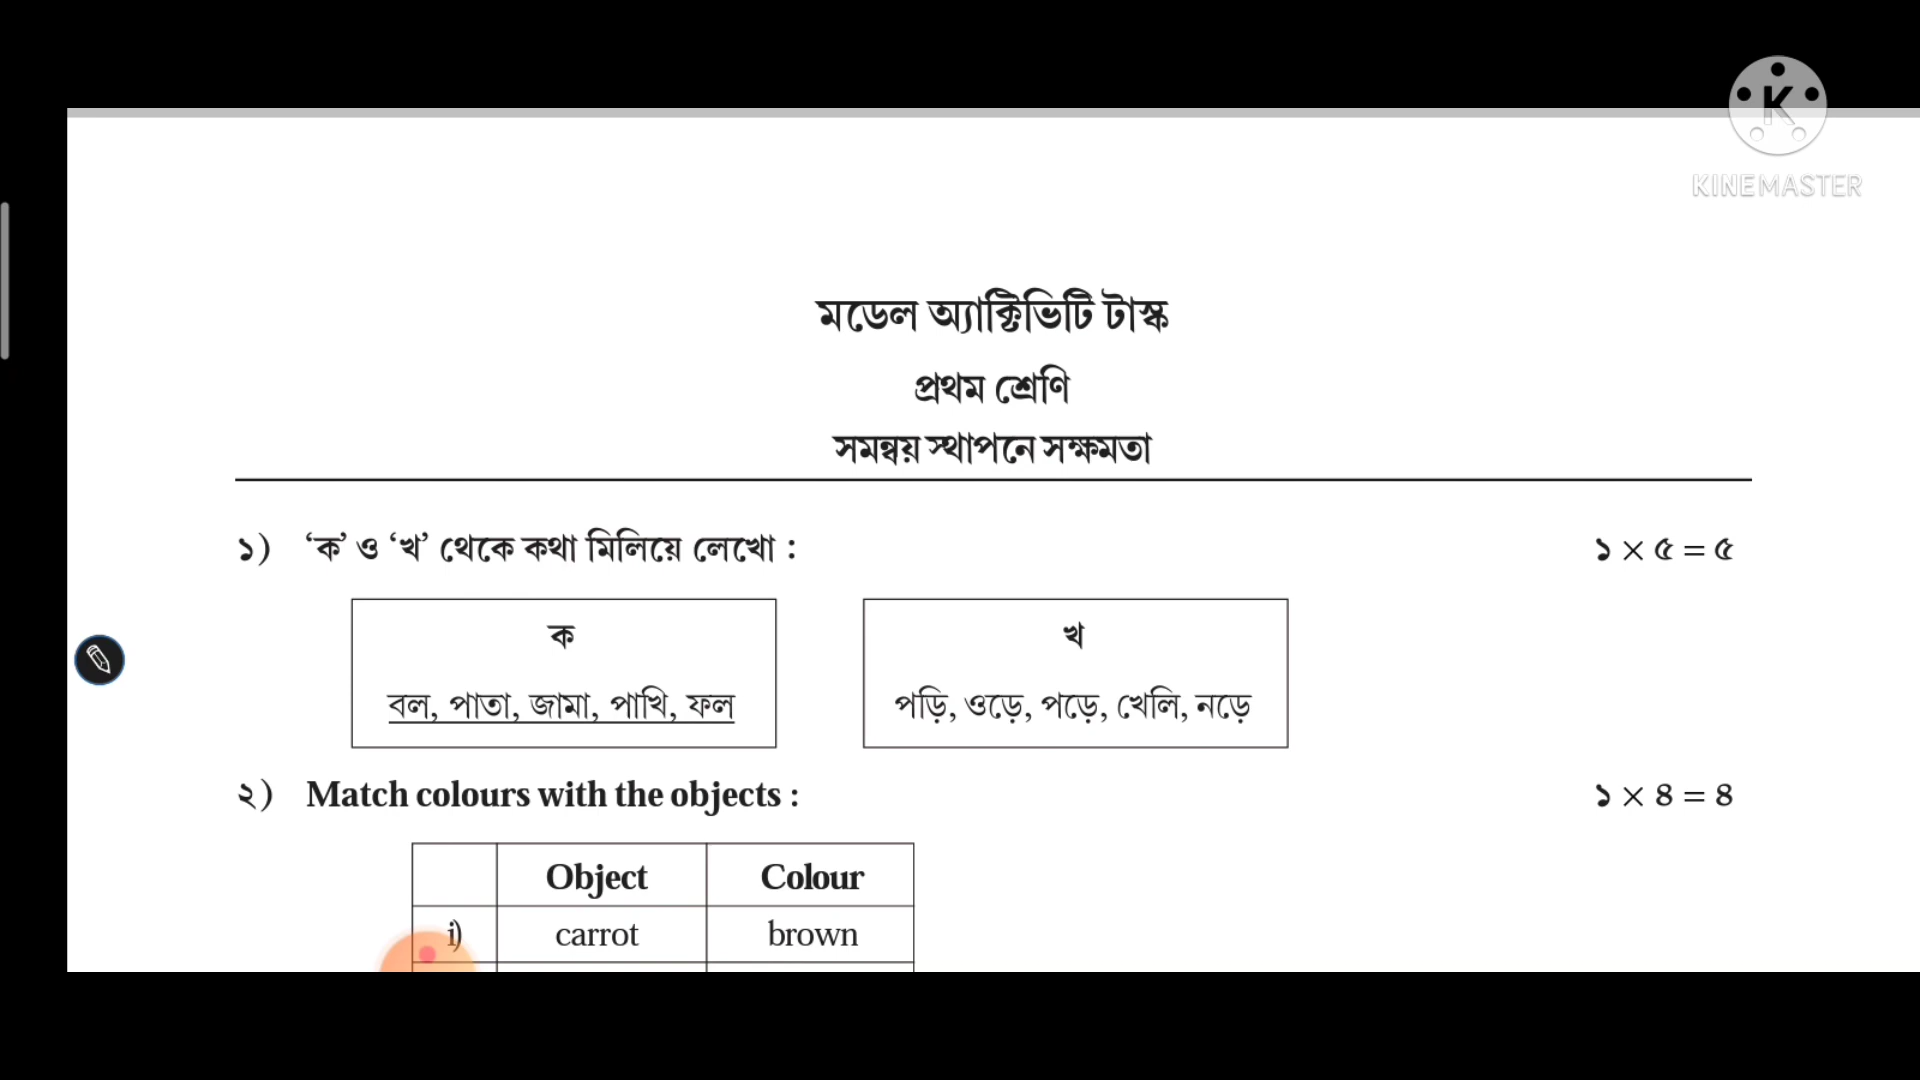 KINEMASTER
মডেল অ্যাক্টিভিটি টাস্ক
প্রথম শ্রেণি
সমন্বয় স্থাপনে সক্ষমতা
১) ‘ক’ ও ‘খ’ থেকে কথা মিলিয়ে লেখো : ১ × ৫ = ৫
ক খ
বল, পাতা, জামা, পাখি, ফল পড়ি, ওড়ে, পড়ে, খেলি, নড়ে
২) Match colours with the objects : ১ × ৪ = ৪
Object Colour
i) carrot brown